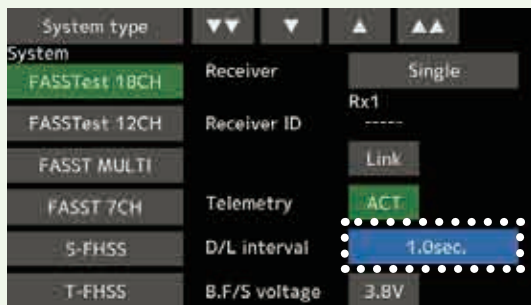 System type ▼▼ ▼ ▲ ▲▲
System
FASSTest 18CH Receiver Single
Rx1
FASSTest 12CH Receiver ID -----
FASST MULTI Link
FASST 7CH Telemetry ACT
S-FHSS D/L interval 1.0sec.
T-FHSS B.F/S voltage 3.8V